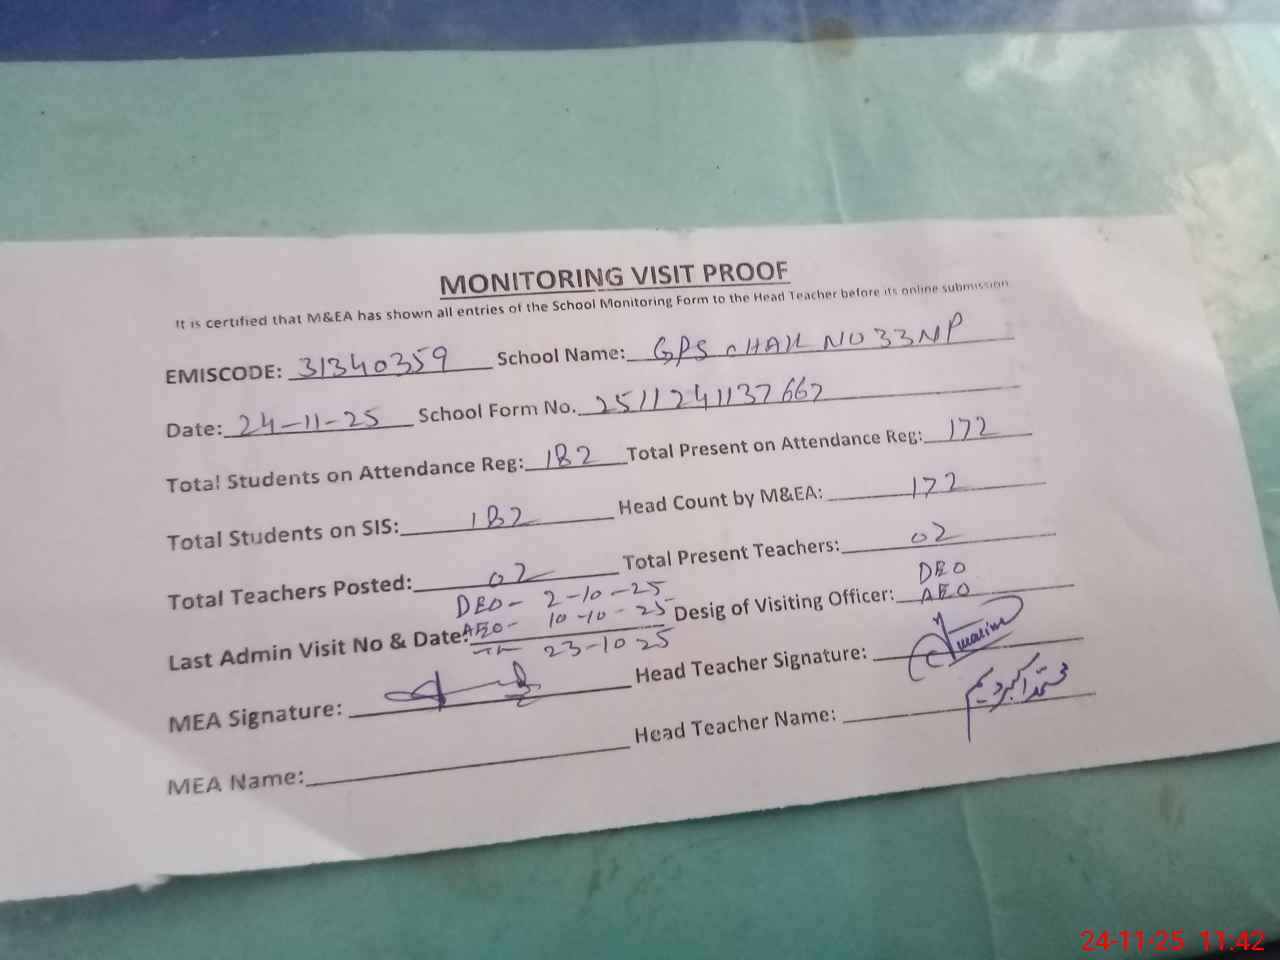 MONITORING VISIT PROOF
It is certified that M&EA has shown all entries of the School Monitoring Form to the Head Teacher before its online submission
EMISCODE: 31340359 School Name: GPS CHAK NO 33NP
Date: 24-11-25 School Form No. 2511241137667
Total Students on Attendance Reg: 182 Total Present on Attendance Reg: 172
Total Students on SIS: 182 Head Count by M&EA: 172
Total Teachers Posted: 02 Total Present Teachers: 02
DEO - 2-10-25
DEO
Last Admin Visit No & Date: AEO - 10-10-25 Desig of Visiting Officer: AEO
23-10 25
MEA Signature: Head Teacher Signature:
MEA Name: Head Teacher Name: محمد اکبر
24-11-25 11:42